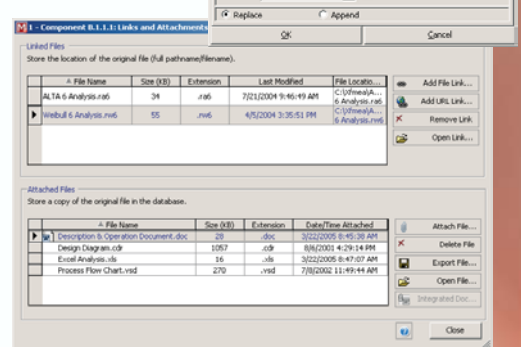 Replace Append
OK Cancel
1 - Component B.1.1.1: Links and Attachments
Linked Files
Store the location of the original file (full pathname/filename).
File Name Size (KB) Extension Last Modified File Locatio...
ALTA 6 Analysis.ra6 34 .ra6 7/21/2004 9:46:49 AM C:\Xfmea\A... 6 Analysis.ra6
Weibull 6 Analysis.rw6 55 .rw6 4/5/2004 3:35:51 PM C:\Xfmea\A... 6 Analysis.rw6
Add File Link...
Add URL Link...
Remove Link
Open Link...
Attached Files
Store a copy of the original file in the database.
File Name Size (KB) Extension Date/Time Attached
Description & Operation Document.doc 28 .doc 3/22/2005 8:45:38 AM
Design Diagram.cdr 1057 .cdr 8/6/2001 4:29:14 PM
Excel Analysis.xls 16 .xls 3/22/2005 8:47:07 AM
Process Flow Chart.vsd 270 .vsd 7/8/2002 11:49:44 AM
Attach File...
Delete File
Export File...
Open File...
Integrated Doc...
Close